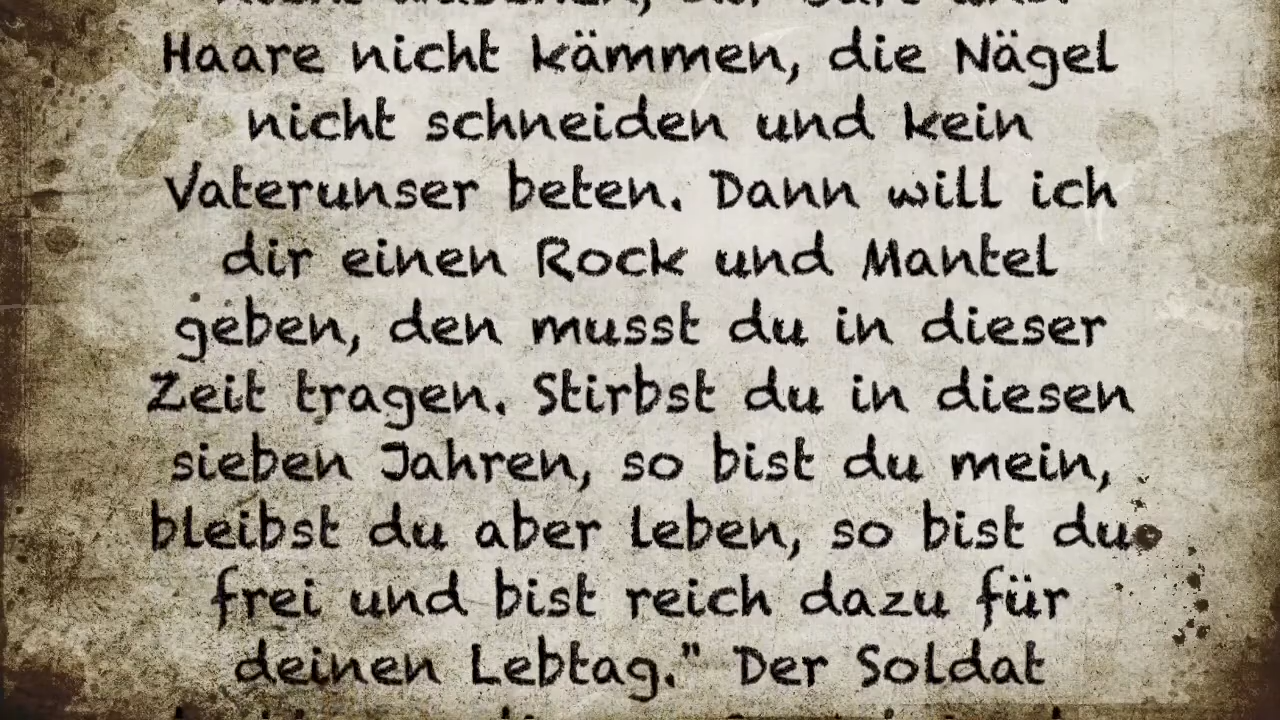 Haare nicht kämmen, die Nägel
nicht schneiden und kein
Vaterunser beten. Dann will ich
dir einen Rock und Mantel
geben, den musst du in dieser
Zeit tragen. Stirbst du in diesen
sieben Jahren, so bist du mein,
bleibst du aber leben, so bist du
frei und bist reich dazu für
deinen Lebtag." Der Soldat